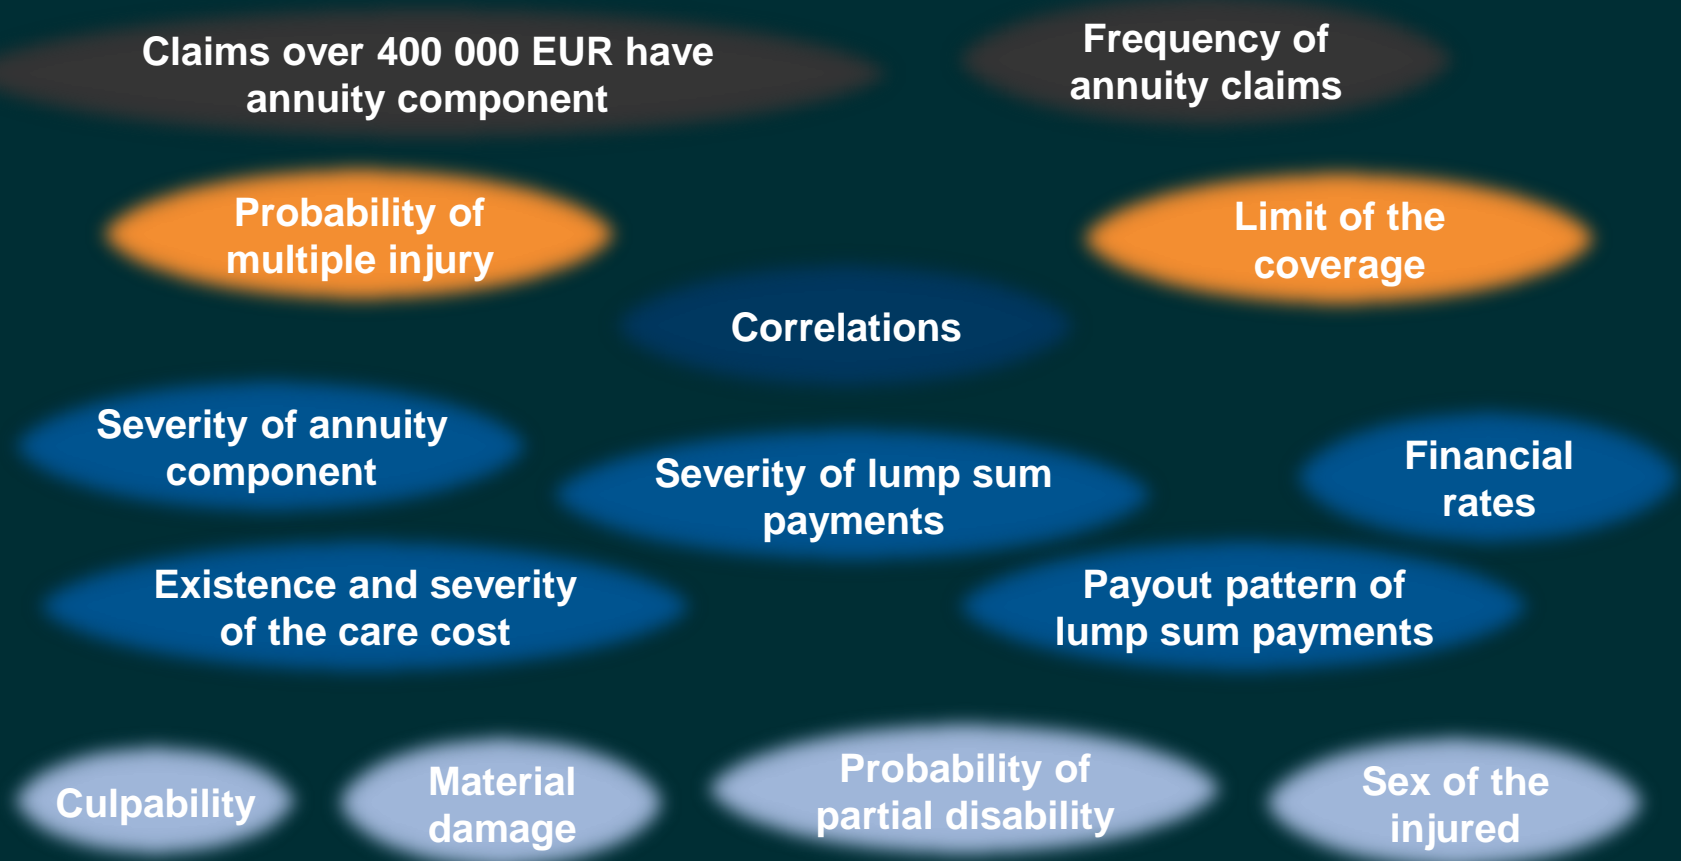 Claims over 400 000 EUR have
annuity component
Frequency of
annuity claims
Probability of
multiple injury
Limit of the
coverage
Correlations
Severity of annuity
component
Severity of lump sum
payments
Financial
rates
Existence and severity
of the care cost
Payout pattern of
lump sum payments
Culpability
Material
damage
Probability of
partial disability
Sex of the
injured